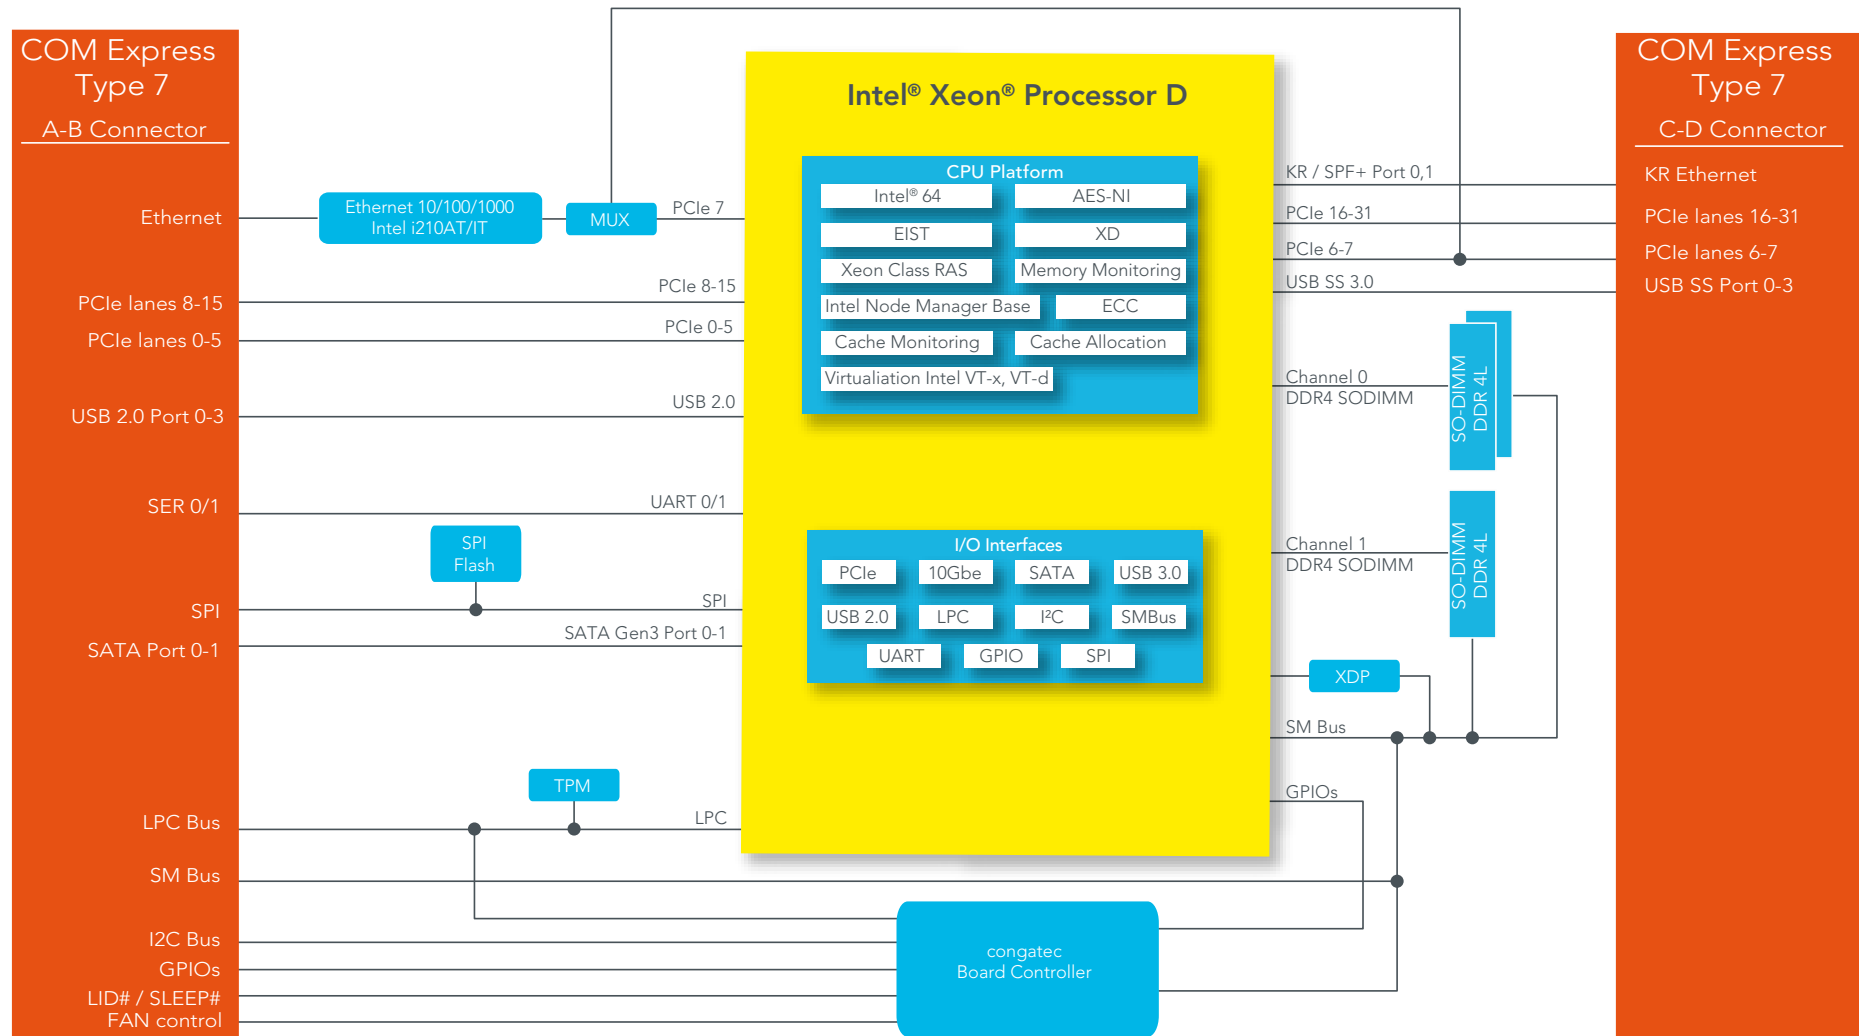 COM Express
Type 7
A-B Connector
Ethernet
PCIe lanes 8-15
PCIe lanes 0-5
USB 2.0 Port 0-3
SER 0/1
SPI
SATA Port 0-1
LPC Bus
SM Bus
I2C Bus
GPIOs
LID# / SLEEP#
FAN control
Ethernet 10/100/1000
Intel i210AT/IT
MUX
PCIe 7
PCIe 8-15
PCIe 0-5
USB 2.0
UART 0/1
SPI
Flash
SPI
SATA Gen3 Port 0-1
TPM
LPC
Intel® Xeon® Processor D
CPU Platform
Intel® 64
AES-NI
EIST
XD
Xeon Class RAS
Memory Monitoring
Intel Node Manager Base
ECC
Cache Monitoring
Cache Allocation
Virtualiation Intel VT-x, VT-d
I/O Interfaces
PCIe
10Gbe
SATA
USB 3.0
USB 2.0
LPC
I²C
SMBus
UART
GPIO
SPI
congatec
Board Controller
KR / SPF+ Port 0,1
PCIe 16-31
PCIe 6-7
USB SS 3.0
Channel 0
DDR4 SODIMM
SO-DIMM
DDR 4L
Channel 1
DDR4 SODIMM
SO-DIMM
DDR 4L
XDP
SM Bus
GPIOs
COM Express
Type 7
C-D Connector
KR Ethernet
PCIe lanes 16-31
PCIe lanes 6-7
USB SS Port 0-3